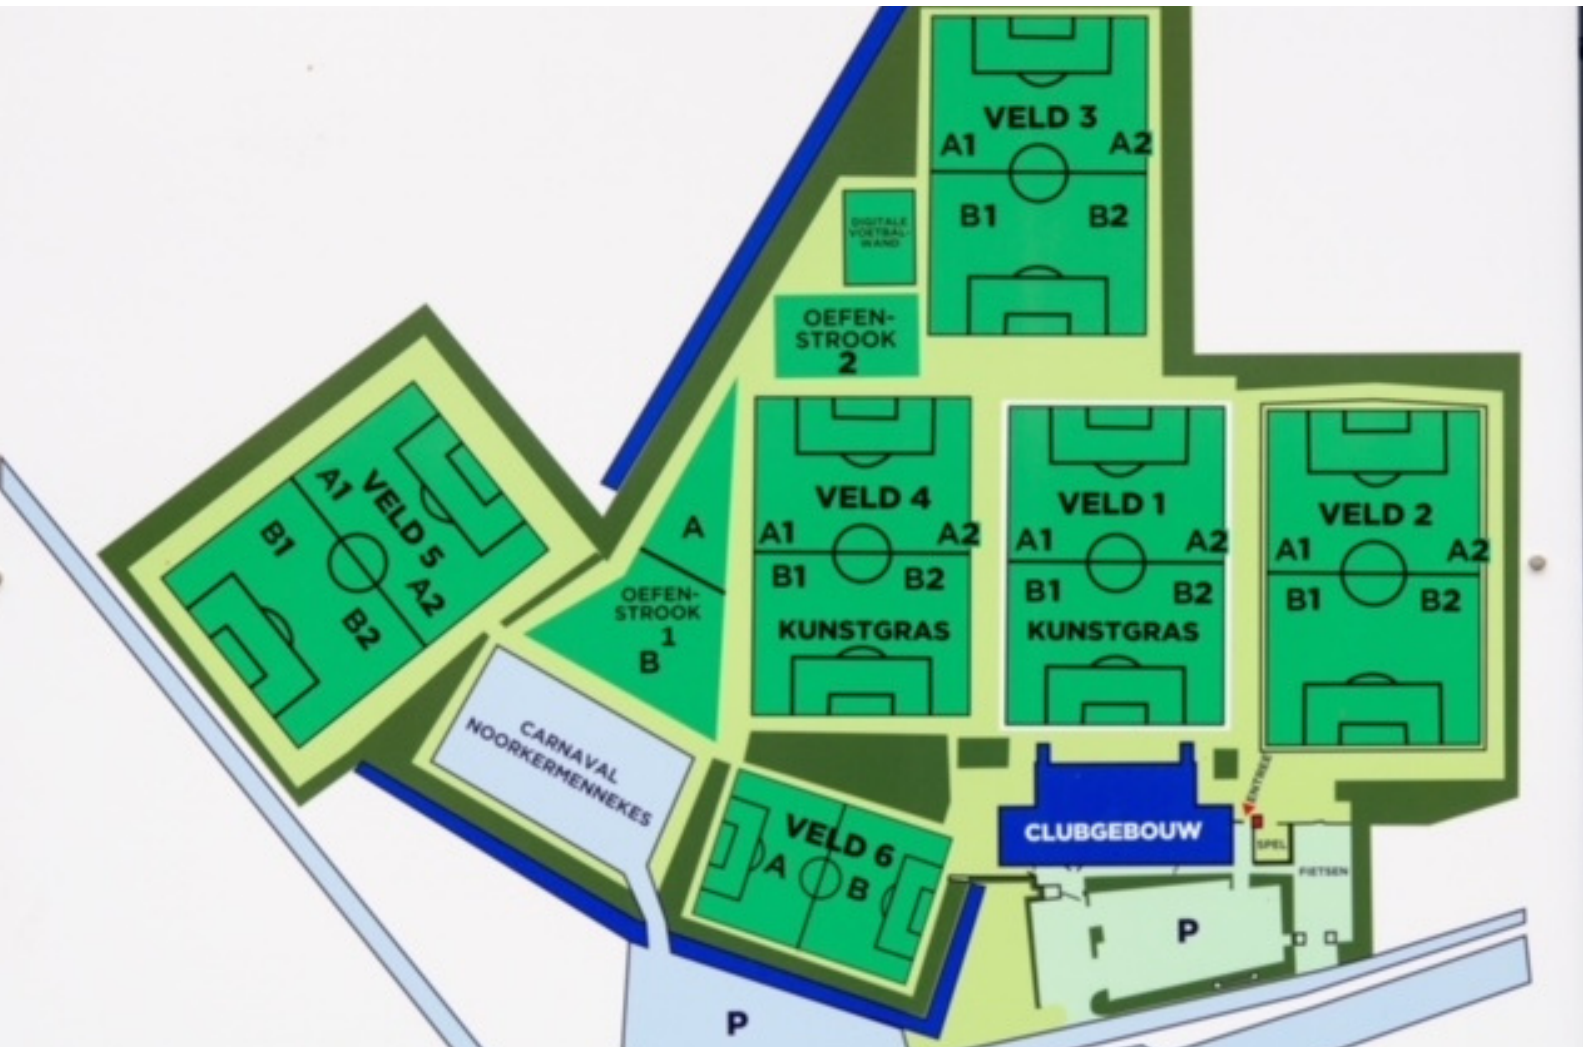 VELD 3
A1
A2
B1
B2
DIGITALE
VOETBAL-
WAND
OEFEN-
STROOK
2
A1
VELD 5
A2
B1
B2
A
OEFEN-
STROOK
1
B
VELD 4
A1
A2
B1
B2
KUNSTGRAS
VELD 1
A1
A2
B1
B2
KUNSTGRAS
VELD 2
A1
A2
B1
B2
CARNAVAL
NOORKERMENNEKES
VELD 6
A
B
ENTREE
CLUBGEBOUW
SPEL
FIETSEN
P
P